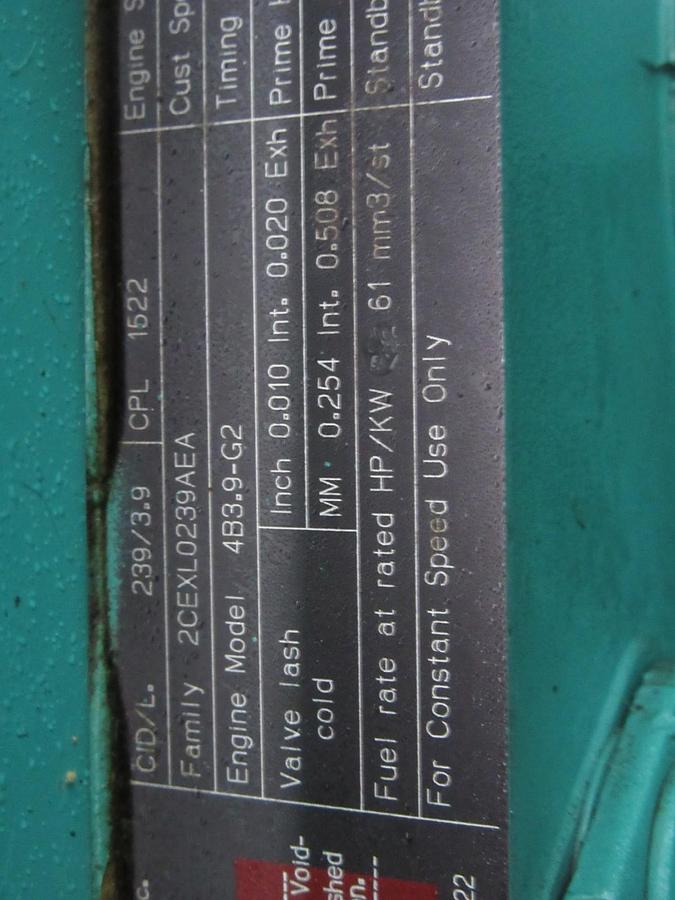 c.
Void-
shed
on.
22
CID/L. 239/3.9 CPL 1522 Engine S
Family 2CEXL0239AEA Cust Sp
Engine Model 4B3.9-G2 Timing
Valve lash Inch 0.010 Int. 0.020 Exh Prime
cold MM 0.254 Int. 0.508 Exh Prime
Fuel rate at rated HP/KW 61 mm3/st Standb
For Constant Speed Use Only Standb